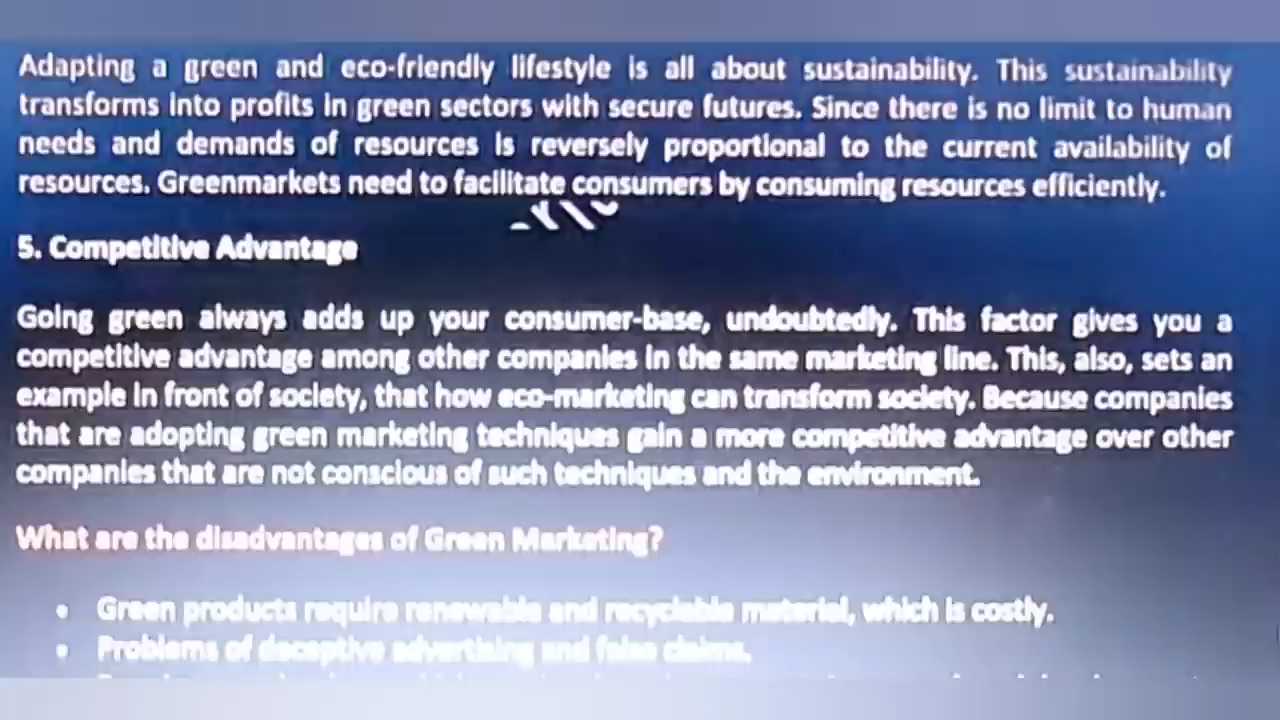 Adapting a green and eco-friendly lifestyle is all about sustainability. This sustainability
transforms into profits in green sectors with secure futures. Since there is no limit to human
needs and demands of resources is reversely proportional to the current availability of
resources. Greenmarkets need to facilitate consumers by consuming resources efficiently.
5. Competitive Advantage
Going green always adds up your consumer-base, undoubtedly. This factor gives you a
competitive advantage among other companies in the same marketing line. This, also, sets an
example in front of society, that how eco-marketing can transform society. Because companies
that are adopting green marketing techniques gain a more competitive advantage over other
companies that are not conscious of such techniques and the environment.
What are the disadvantages of Green Marketing?
• Green products require renewable and recyclable material, which is costly.
• Problems of deceptive advertising and false claims.